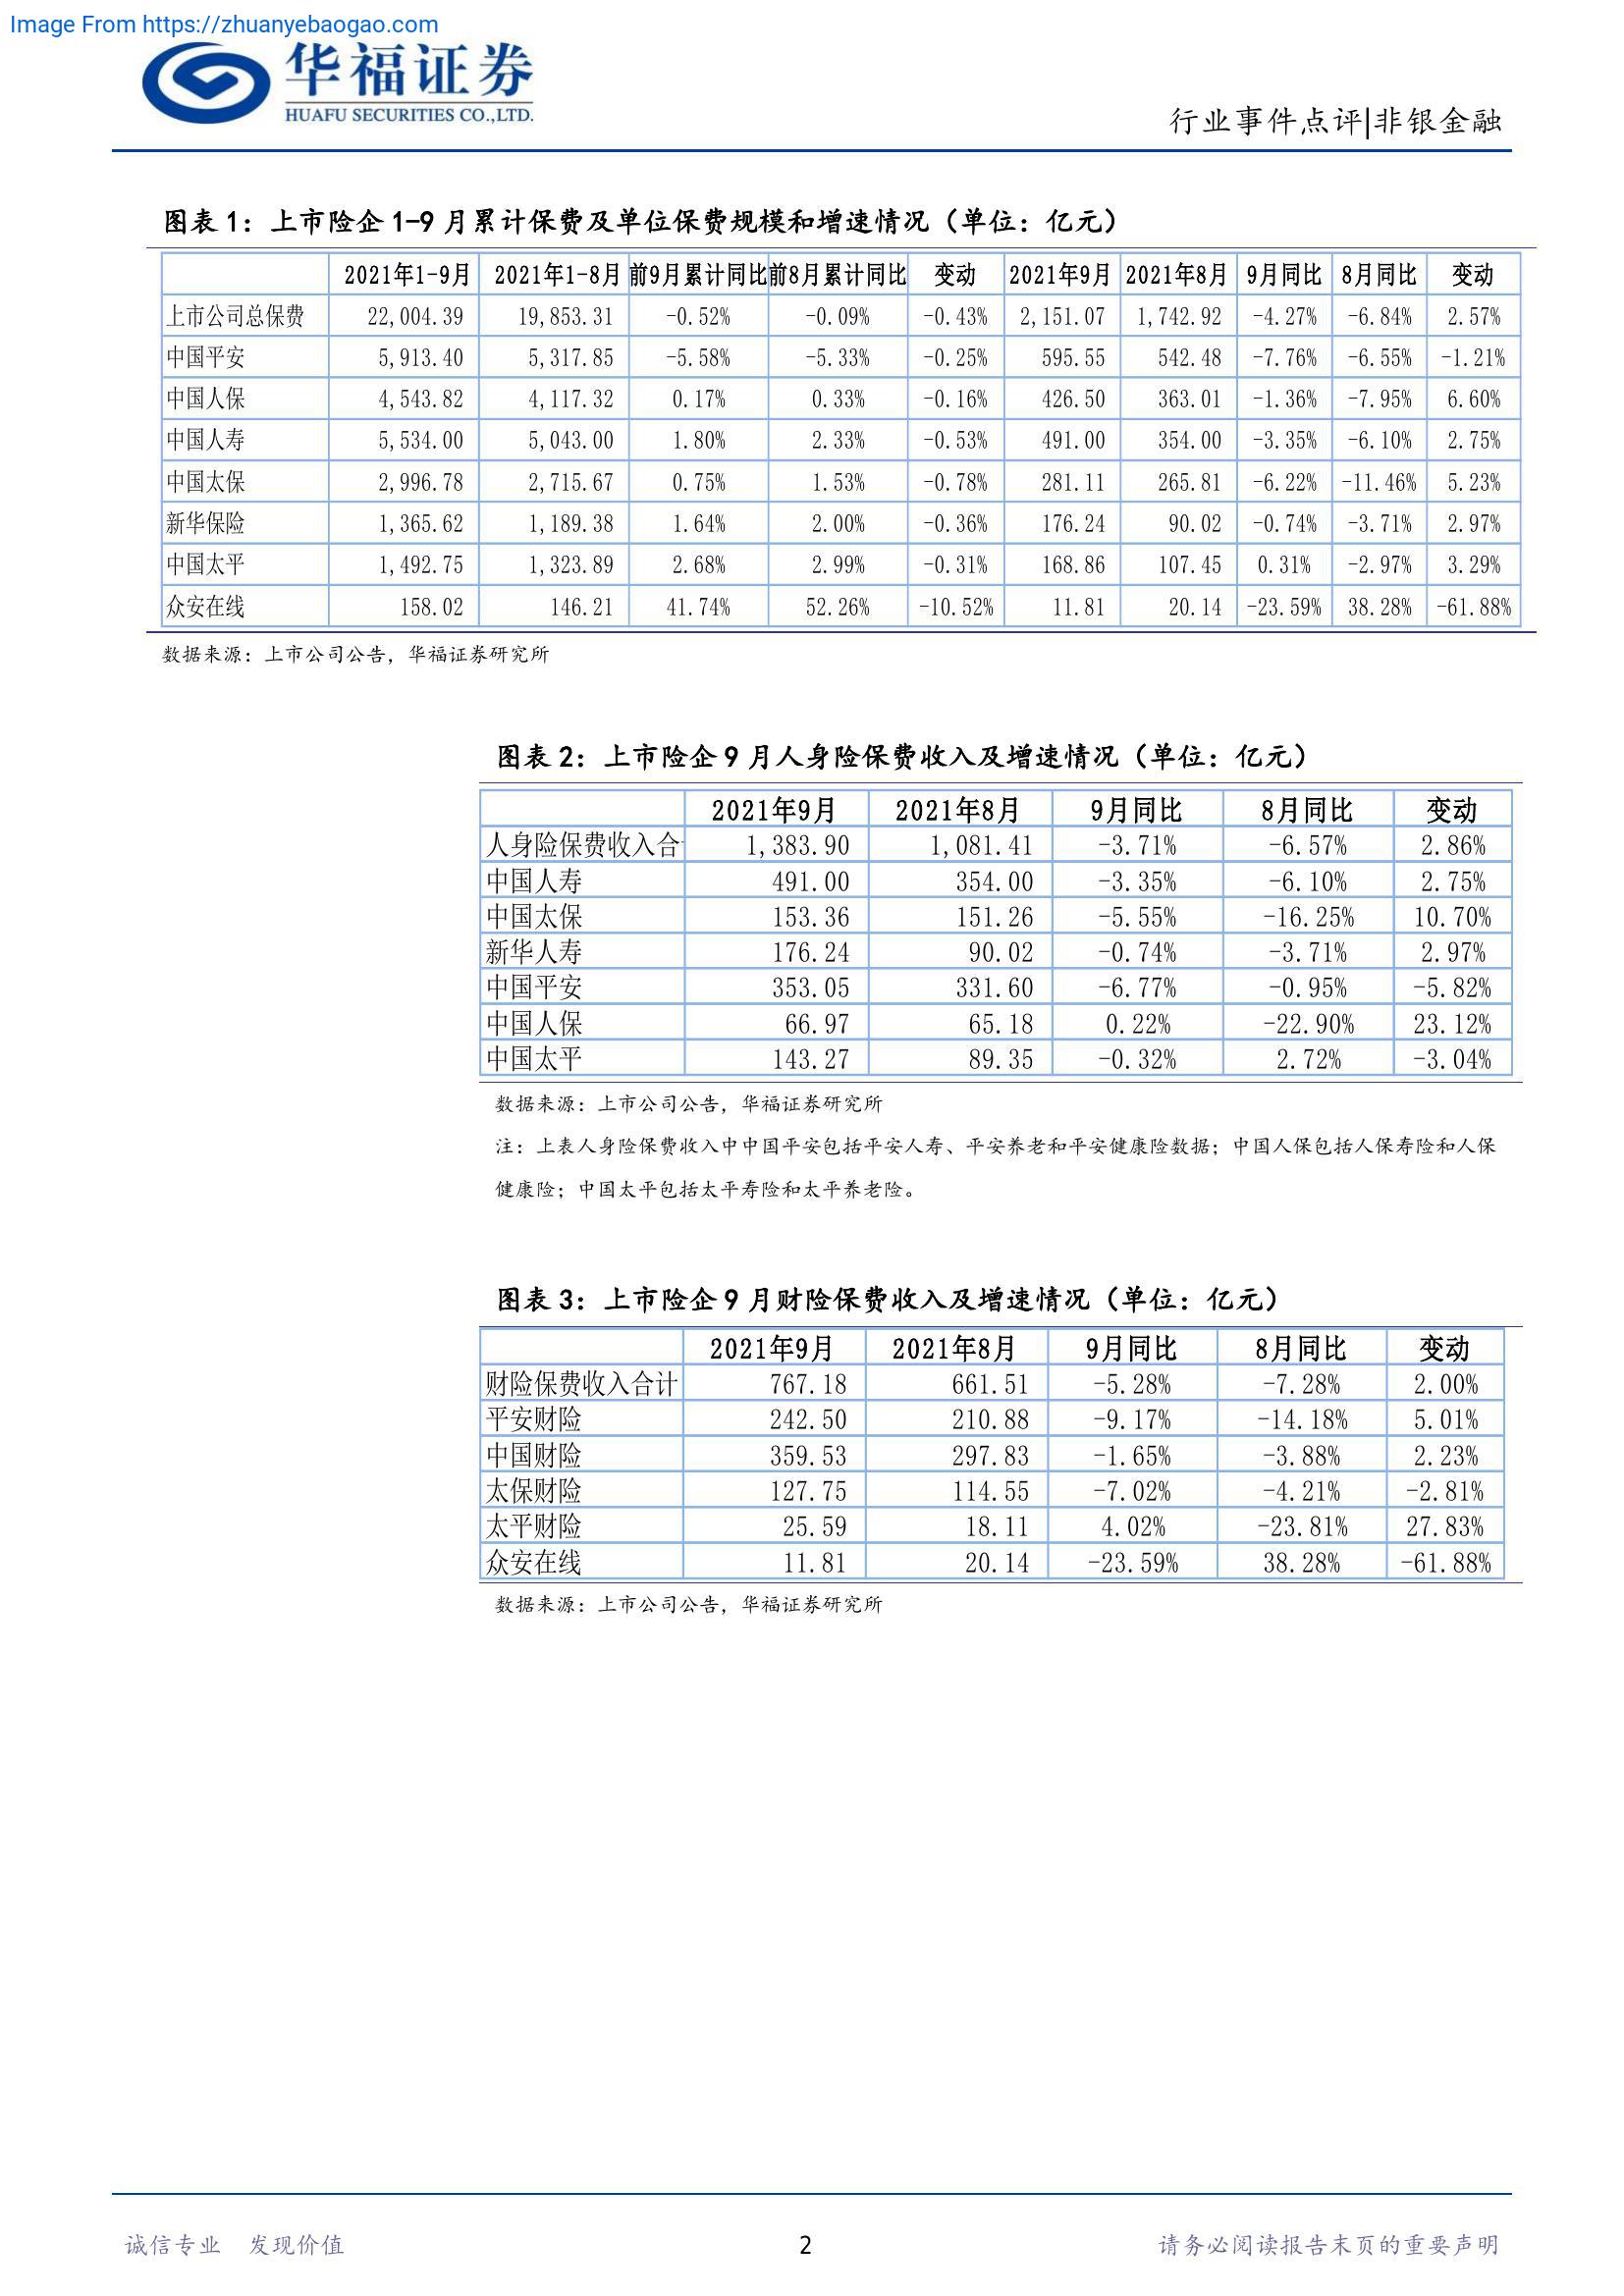 Image From https://zhuanyebaogao.com
华福证券
HUAFU SECURITIES CO.,LTD.
行业事件点评|非银金融
图表 1：上市险企 1-9 月累计保费及单位保费规模和增速情况（单位：亿元）
2021年1-9月 2021年1-8月 前9月累计同比 前8月累计同比 变动 2021年9月 2021年8月 9月同比 8月同比 变动
上市公司总保费 22,004.39 19,853.31 -0.52% -0.09% -0.43% 2,151.07 1,742.92 -4.27% -6.84% 2.57%
中国平安 5,913.40 5,317.85 -5.58% -5.33% -0.25% 595.55 542.48 -7.76% -6.55% -1.21%
中国人保 4,543.82 4,117.32 0.17% 0.33% -0.16% 426.50 363.01 -1.36% -7.95% 6.60%
中国人寿 5,534.00 5,043.00 1.80% 2.33% -0.53% 491.00 354.00 -3.35% -6.10% 2.75%
中国太保 2,996.78 2,715.67 0.75% 1.53% -0.78% 281.11 265.81 -6.22% -11.46% 5.23%
新华保险 1,365.62 1,189.38 1.64% 2.00% -0.36% 176.24 90.02 -0.74% -3.71% 2.97%
中国太平 1,492.75 1,323.89 2.68% 2.99% -0.31% 168.86 107.45 0.31% -2.97% 3.29%
众安在线 158.02 146.21 41.74% 52.26% -10.52% 11.81 20.14 -23.59% 38.28% -61.88%
数据来源：上市公司公告，华福证券研究所
图表 2：上市险企 9 月人身险保费收入及增速情况（单位：亿元）
2021年9月 2021年8月 9月同比 8月同比 变动
人身险保费收入合 1,383.90 1,081.41 -3.71% -6.57% 2.86%
中国人寿 491.00 354.00 -3.35% -6.10% 2.75%
中国太保 153.36 151.26 -5.55% -16.25% 10.70%
新华人寿 176.24 90.02 -0.74% -3.71% 2.97%
中国平安 353.05 331.60 -6.77% -0.95% -5.82%
中国人保 66.97 65.18 0.22% -22.90% 23.12%
中国太平 143.27 89.35 -0.32% 2.72% -3.04%
数据来源：上市公司公告，华福证券研究所
注：上表人身险保费收入中中国平安包括平安人寿、平安养老和平安健康险数据；中国人保包括人保寿险和人保
健康险；中国太平包括太平寿险和太平养老险。
图表 3：上市险企 9 月财险保费收入及增速情况（单位：亿元）
2021年9月 2021年8月 9月同比 8月同比 变动
财险保费收入合计 767.18 661.51 -5.28% -7.28% 2.00%
平安财险 242.50 210.88 -9.17% -14.18% 5.01%
中国财险 359.53 297.83 -1.65% -3.88% 2.23%
太保财险 127.75 114.55 -7.02% -4.21% -2.81%
太平财险 25.59 18.11 4.02% -23.81% 27.83%
众安在线 11.81 20.14 -23.59% 38.28% -61.88%
数据来源：上市公司公告，华福证券研究所
诚信专业 发现价值 2 请务必阅读报告末页的重要声明